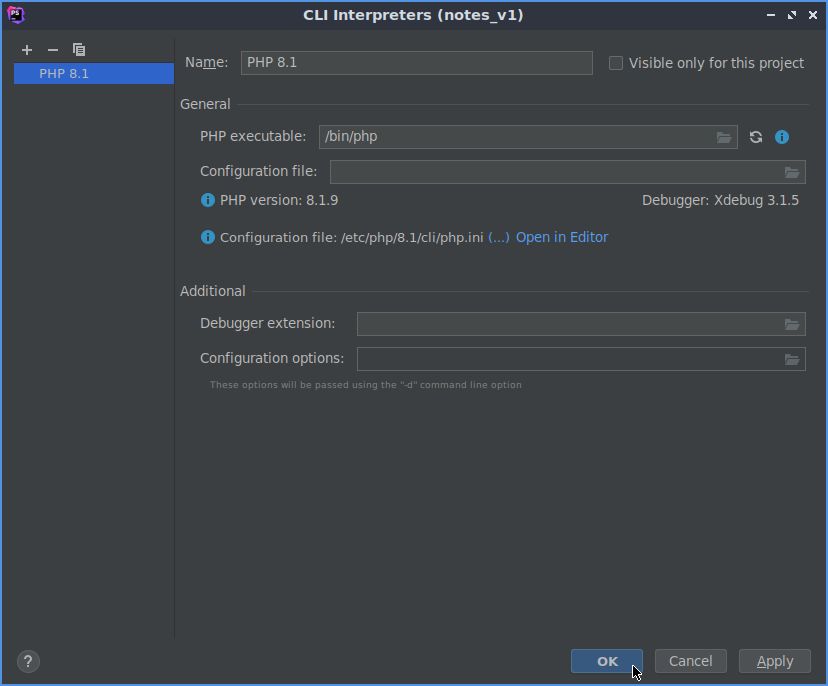 PS
CLI Interpreters (notes_v1)
PHP 8.1
Name: PHP 8.1
Visible only for this project
General
PHP executable: /bin/php
Configuration file:
PHP version: 8.1.9
Debugger: Xdebug 3.1.5
Configuration file: /etc/php/8.1/cli/php.ini (...) Open in Editor
Additional
Debugger extension:
Configuration options:
These options will be passed using the "-d" command line option
?
OK
Cancel
Apply